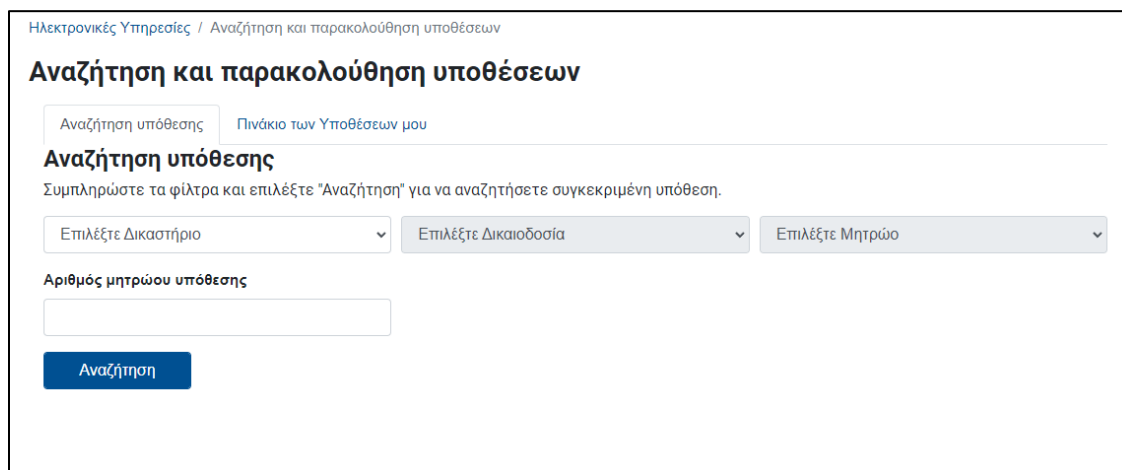 Ηλεκτρονικές Υπηρεσίες / Αναζήτηση και παρακολούθηση υποθέσεων
Αναζήτηση και παρακολούθηση υποθέσεων
Αναζήτηση υπόθεσης Πινάκιο των Υποθέσεων μου
Αναζήτηση υπόθεσης
Συμπληρώστε τα φίλτρα και επιλέξτε "Αναζήτηση" για να αναζητήσετε συγκεκριμένη υπόθεση.
Επιλέξτε Δικαστήριο Επιλέξτε Δικαιοδοσία Επιλέξτε Μητρώο
Αριθμός μητρώου υπόθεσης
Αναζήτηση